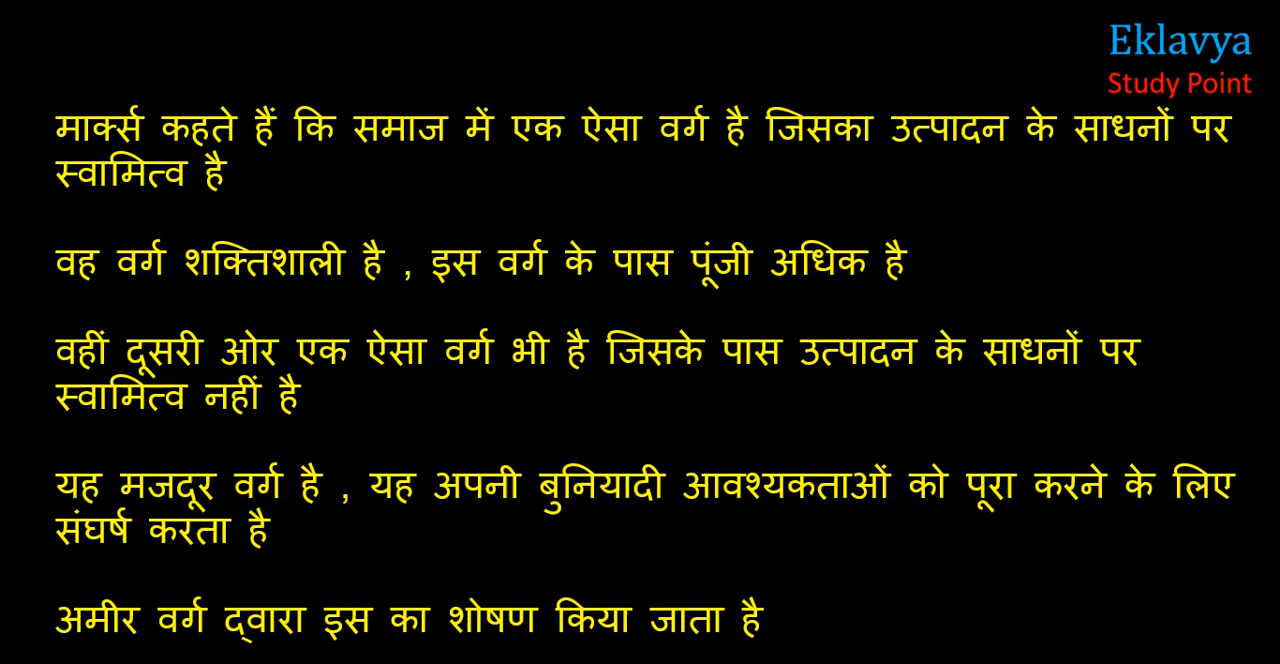 Eklavya
Study Point
मार्क्स कहते हैं कि समाज में एक ऐसा वर्ग है जिसका उत्पादन के साधनों पर
स्वामित्व है
वह वर्ग शक्तिशाली है , इस वर्ग के पास पूंजी अधिक है
वहीं दूसरी ओर एक ऐसा वर्ग भी है जिसके पास उत्पादन के साधनों पर
स्वामित्व नहीं है
यह मजदूर वर्ग है , यह अपनी बुनियादी आवश्यकताओं को पूरा करने के लिए
संघर्ष करता है
अमीर वर्ग द्वारा इस का शोषण किया जाता है